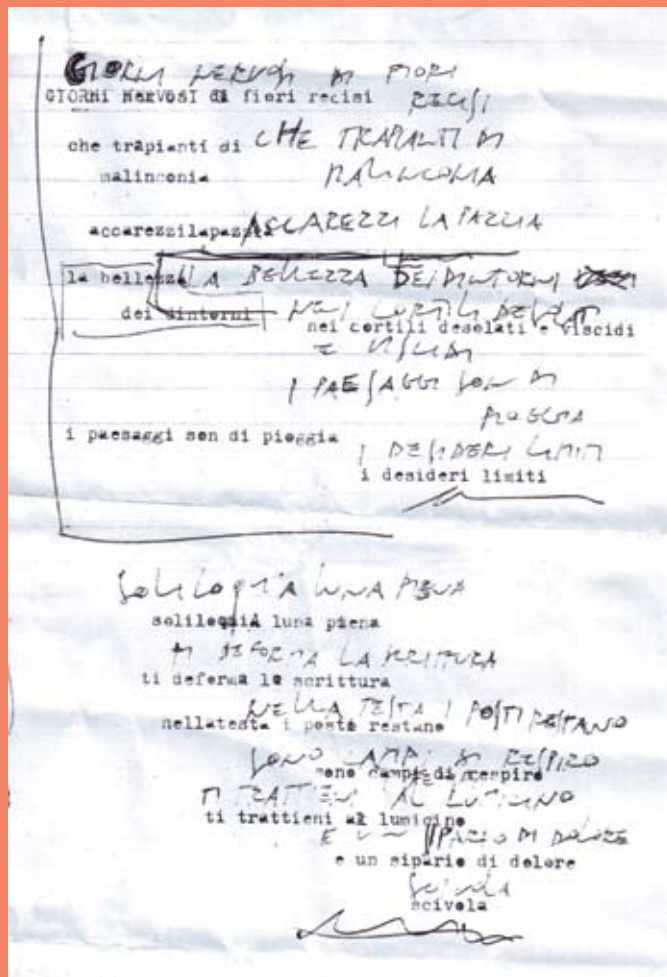 GIORNI NERVOSI DI FIORI
GIORNI NERVOSI di fiori recisi RECISI
che trapianti di CHE TRAPIANTI DI
malinconia MALINCONIA
accarezzilapazzia ACCAREZZI LA PAZZIA
la bellezza LA BELLEZZA DEI DINTORNI
dei dintorni NEI CORTILI DESOLATI
nei cortili desolati e viscidi
E VISCIDI
I PAESAGGI SON DI
PIOGGIA
i paesaggi son di pioggia
I DESIDERI LIMITI
i desideri limiti
SOLILOQUIA LUNA PIENA
soliloquiA luna piena
TI DEFORMA LA SCRITTURA
ti deforma la scrittura
NELLA TESTA I POSTI RESTANO
nellatesta i posti restano
SONO CAMPI DI RESPIRO
sono campi di respiro
TI TRATTIENI AL LUMICINO
ti trattieni al lumicino
E UN SIPARIO DI DOLORE
e un sipario di dolore
SCIVOLA
scivola